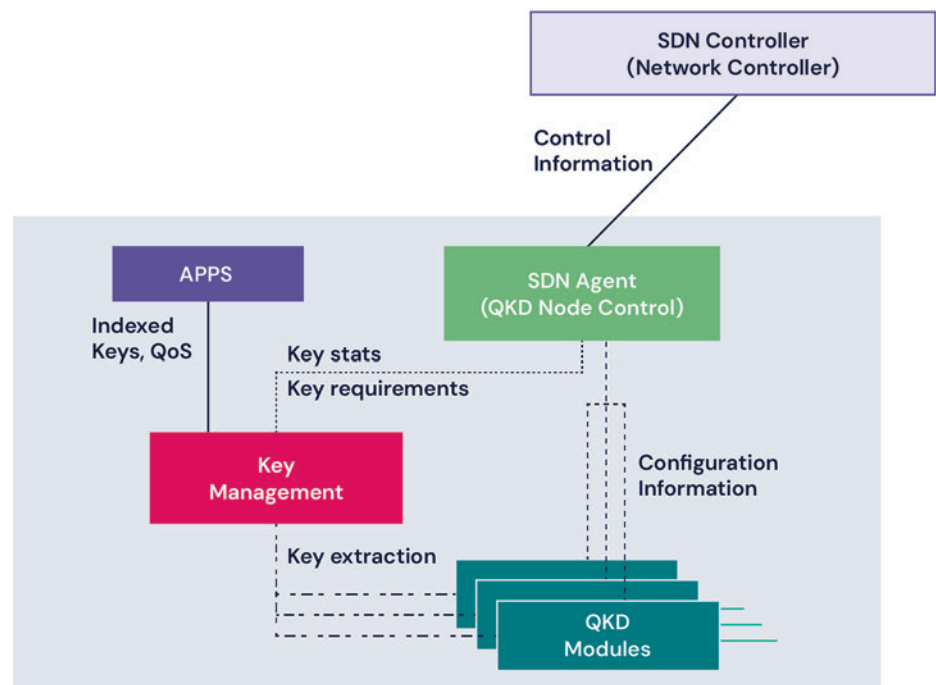 SDN Controller
(Network Controller)
Control
Information
APPS
SDN Agent
(QKD Node Control)
Indexed
Keys, QoS
Key stats
Key requirements
Key
Management
Configuration
Information
Key extraction
QKD
Modules